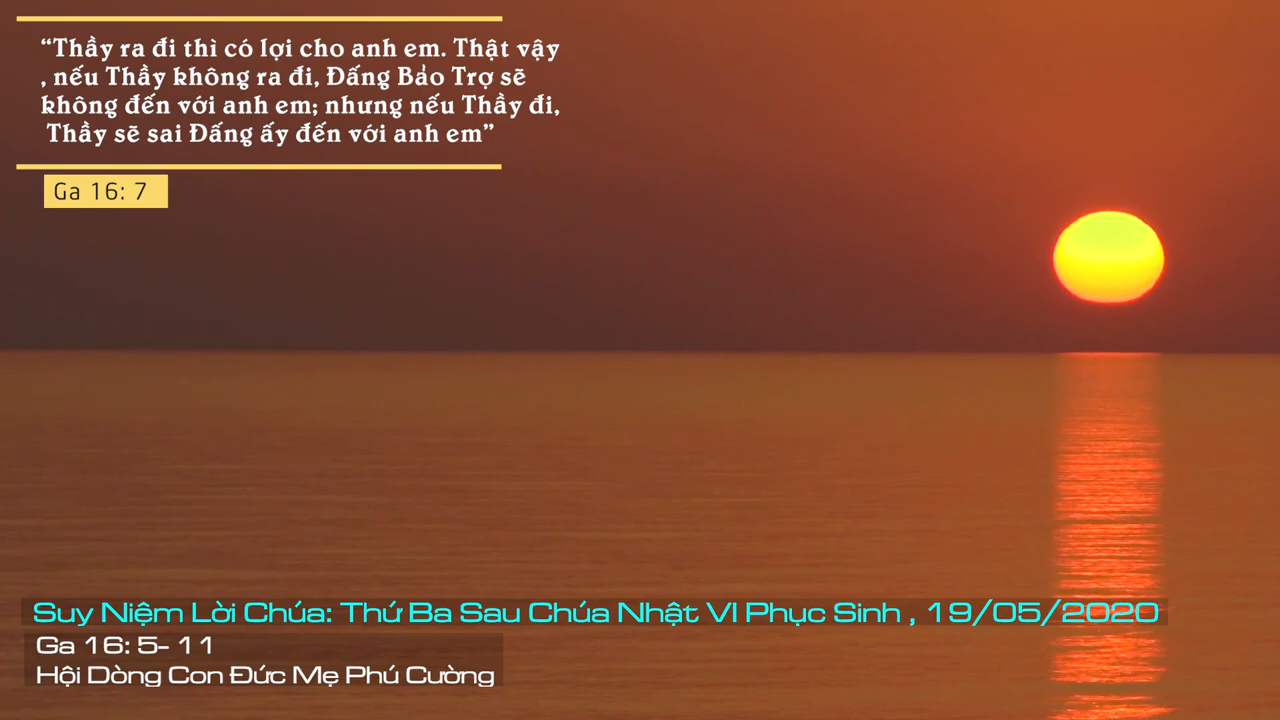 “Thầy ra đi thì có lợi cho anh em. Thật vậy
, nếu Thầy không ra đi, Đấng Bảo Trợ sẽ
không đến với anh em; nhưng nếu Thầy đi,
Thầy sẽ sai Đấng ấy đến với anh em”
Ga 16: 7
Suy Niệm Lời Chúa: Thứ Ba Sau Chúa Nhật VI Phục Sinh , 19/05/2020
Ga 16: 5- 11
Hội Dòng Con Đức Mẹ Phú Cường